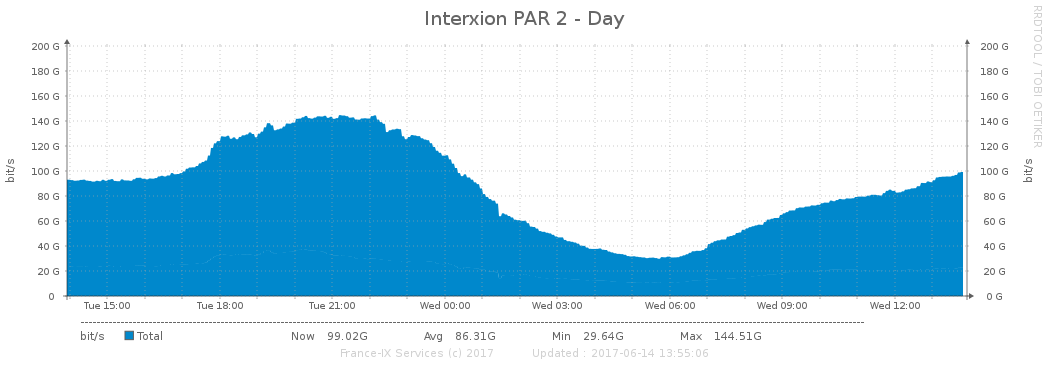 Interxion PAR 2 - Day
RRDTOOL / TOBI OETIKER
200 G 200 G
180 G 180 G
160 G 160 G
140 G 140 G
120 G 120 G
100 G 100 G
80 G 80 G
60 G 60 G
40 G 40 G
20 G 20 G
0 0 G
bit/s bit/s
Tue 15:00 Tue 18:00 Tue 21:00 Wed 00:00 Wed 03:00 Wed 06:00 Wed 09:00 Wed 12:00
bit/s Total Now 99.02G Avg 86.31G Min 29.64G Max 144.51G
France-IX Services (c) 2017 Updated : 2017-06-14 13:55:06